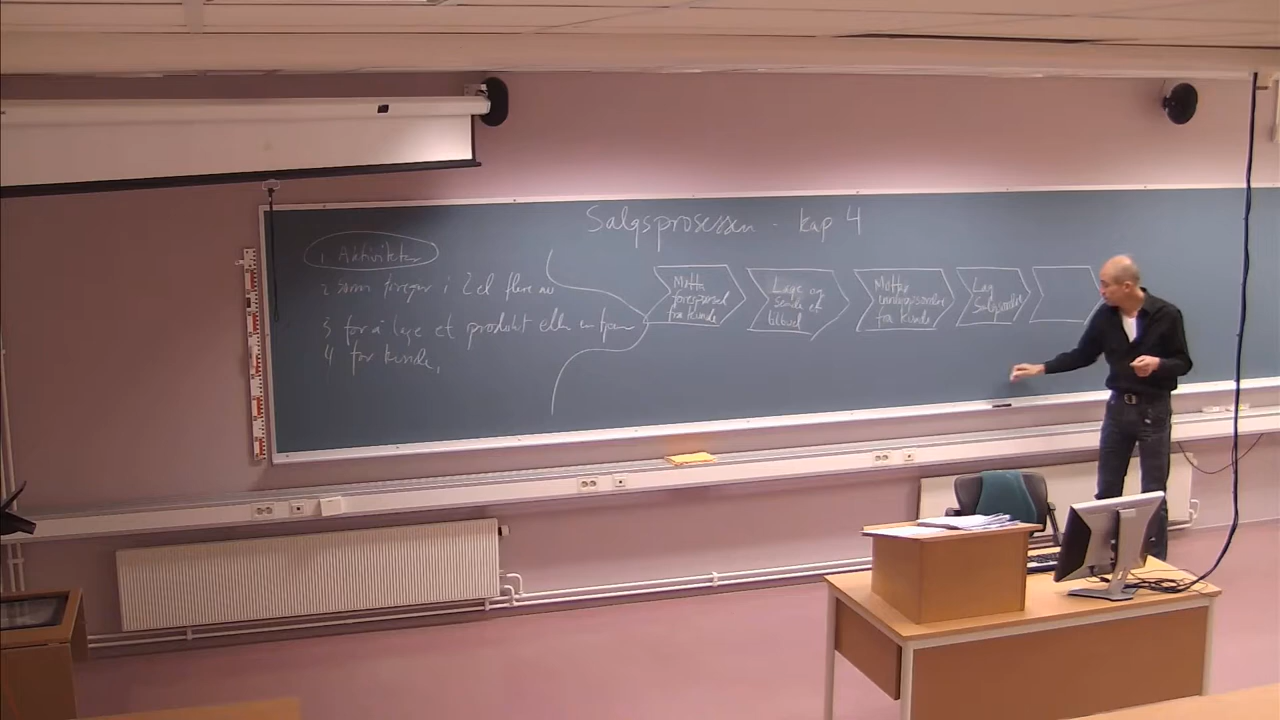 Salgsprosessen - kap 4
1. Aktiviteter
2 som foregår i 2 el flere av
3 for å lage et produkt eller en tjen
4 for kunde,
Motta
forespørsel
fra kunde
Lage og
sende et
tilbud
Motta
innkjøpsordre
fra kunde
Lag
Salgsordre